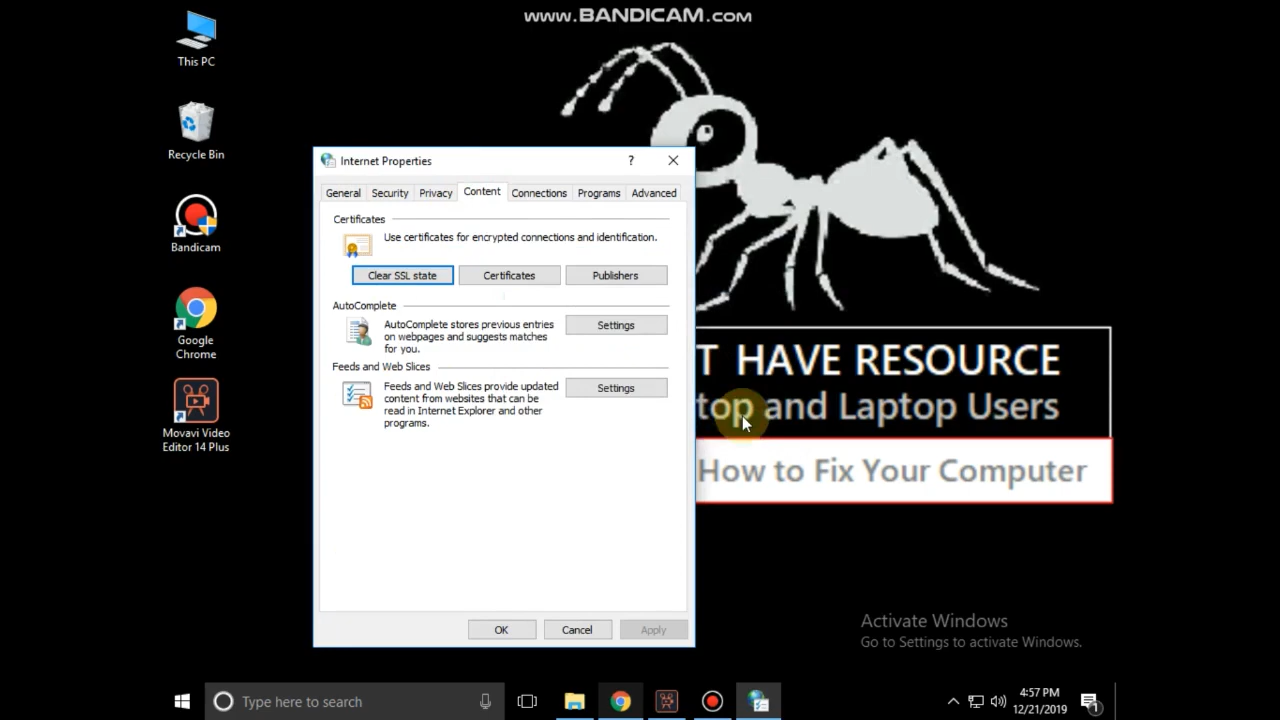 www.BANDICAM.com
This PC
Recycle Bin
Bandicam
Google
Chrome
Movavi Video
Editor 14 Plus
Internet Properties
?
General Security Privacy Content Connections Programs Advanced
Certificates
Use certificates for encrypted connections and identification.
Clear SSL state Certificates Publishers
AutoComplete
AutoComplete stores previous entries
on webpages and suggests matches
for you.
Settings
Feeds and Web Slices
Feeds and Web Slices provide updated
content from websites that can be
read in Internet Explorer and other
programs.
Settings
OK Cancel Apply
T HAVE RESOURCE
top and Laptop Users
How to Fix Your Computer
Activate Windows
Go to Settings to activate Windows.
Type here to search
4:57 PM
12/21/2019
1